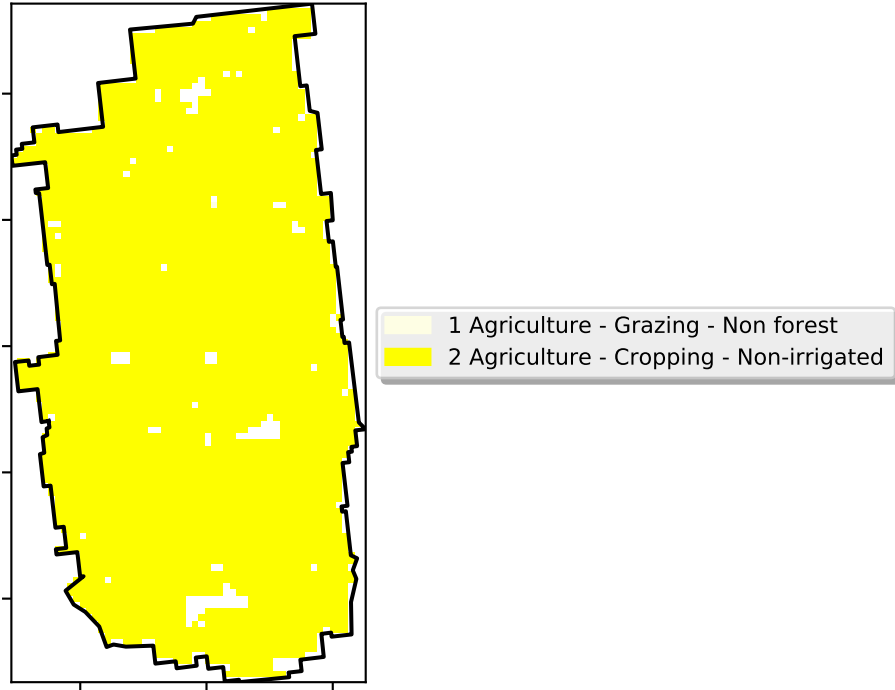 1 Agriculture - Grazing - Non forest
2 Agriculture - Cropping - Non-irrigated